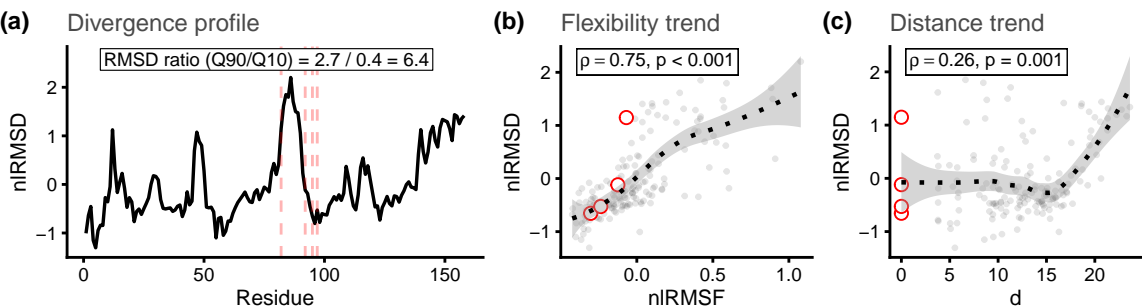 (a) Divergence profile
RMSD ratio (Q90/Q10) = 2.7 / 0.4 = 6.4
nlRMSD
2
1
0
−1
0 50 100 150
Residue
(b) Flexibility trend
ρ = 0.75, p < 0.001
nlRMSD
2
1
0
−1
0.0 0.5 1.0
nlRMSF
(c) Distance trend
ρ = 0.26, p = 0.001
nlRMSD
2
1
0
−1
0 5 10 15 20
d